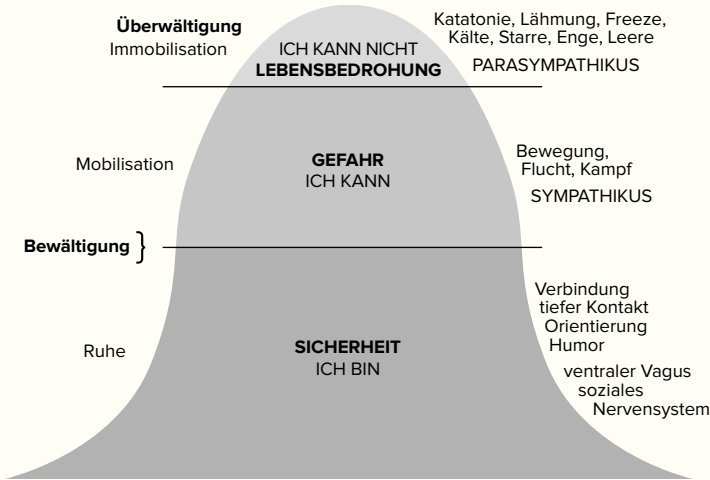 Überwältigung
Immobilisation
ICH KANN NICHT
LEBENSBEDROHUNG
Katatonie, Lähmung, Freeze,
Kälte, Starre, Enge, Leere
PARASYMPATHIKUS
Mobilisation
GEFAHR
ICH KANN
Bewegung,
Flucht, Kampf
SYMPATHIKUS
Bewältigung }
Ruhe
SICHERHEIT
ICH BIN
Verbindung
tiefer Kontakt
Orientierung
Humor
ventraler Vagus
soziales
Nervensystem